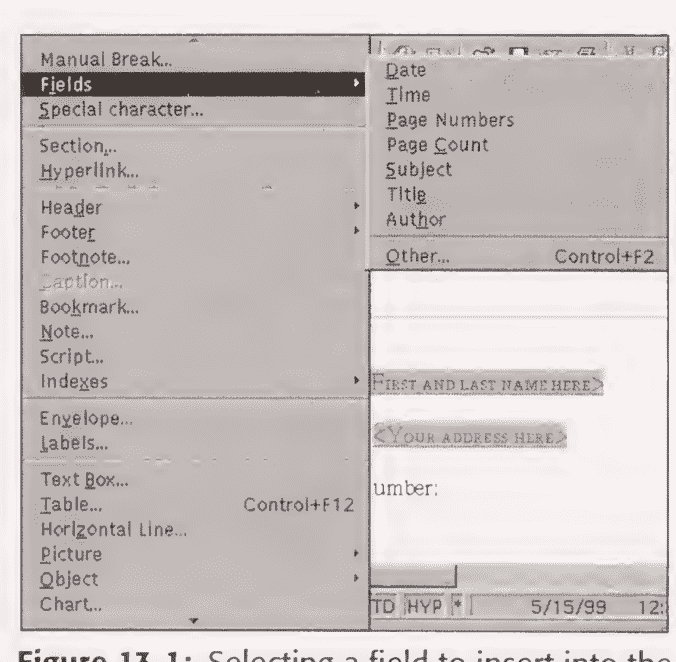 Manual Break...
Fields
Special character...
Section...
Hyperlink...
Header
Footer
Footnote...
Caption...
Bookmark...
Note...
Script...
Indexes
Envelope...
Labels...
Text Box...
Table... Control+F12
Horizontal Line...
Picture
Object
Chart...
Date
Time
Page Numbers
Page Count
Subject
Title
Author
Other... Control+F2
First and last name here>
<Your address here>
umber:
TD HYP * 5/15/99 12:
Figure 13-1: Selecting a field to insert into the